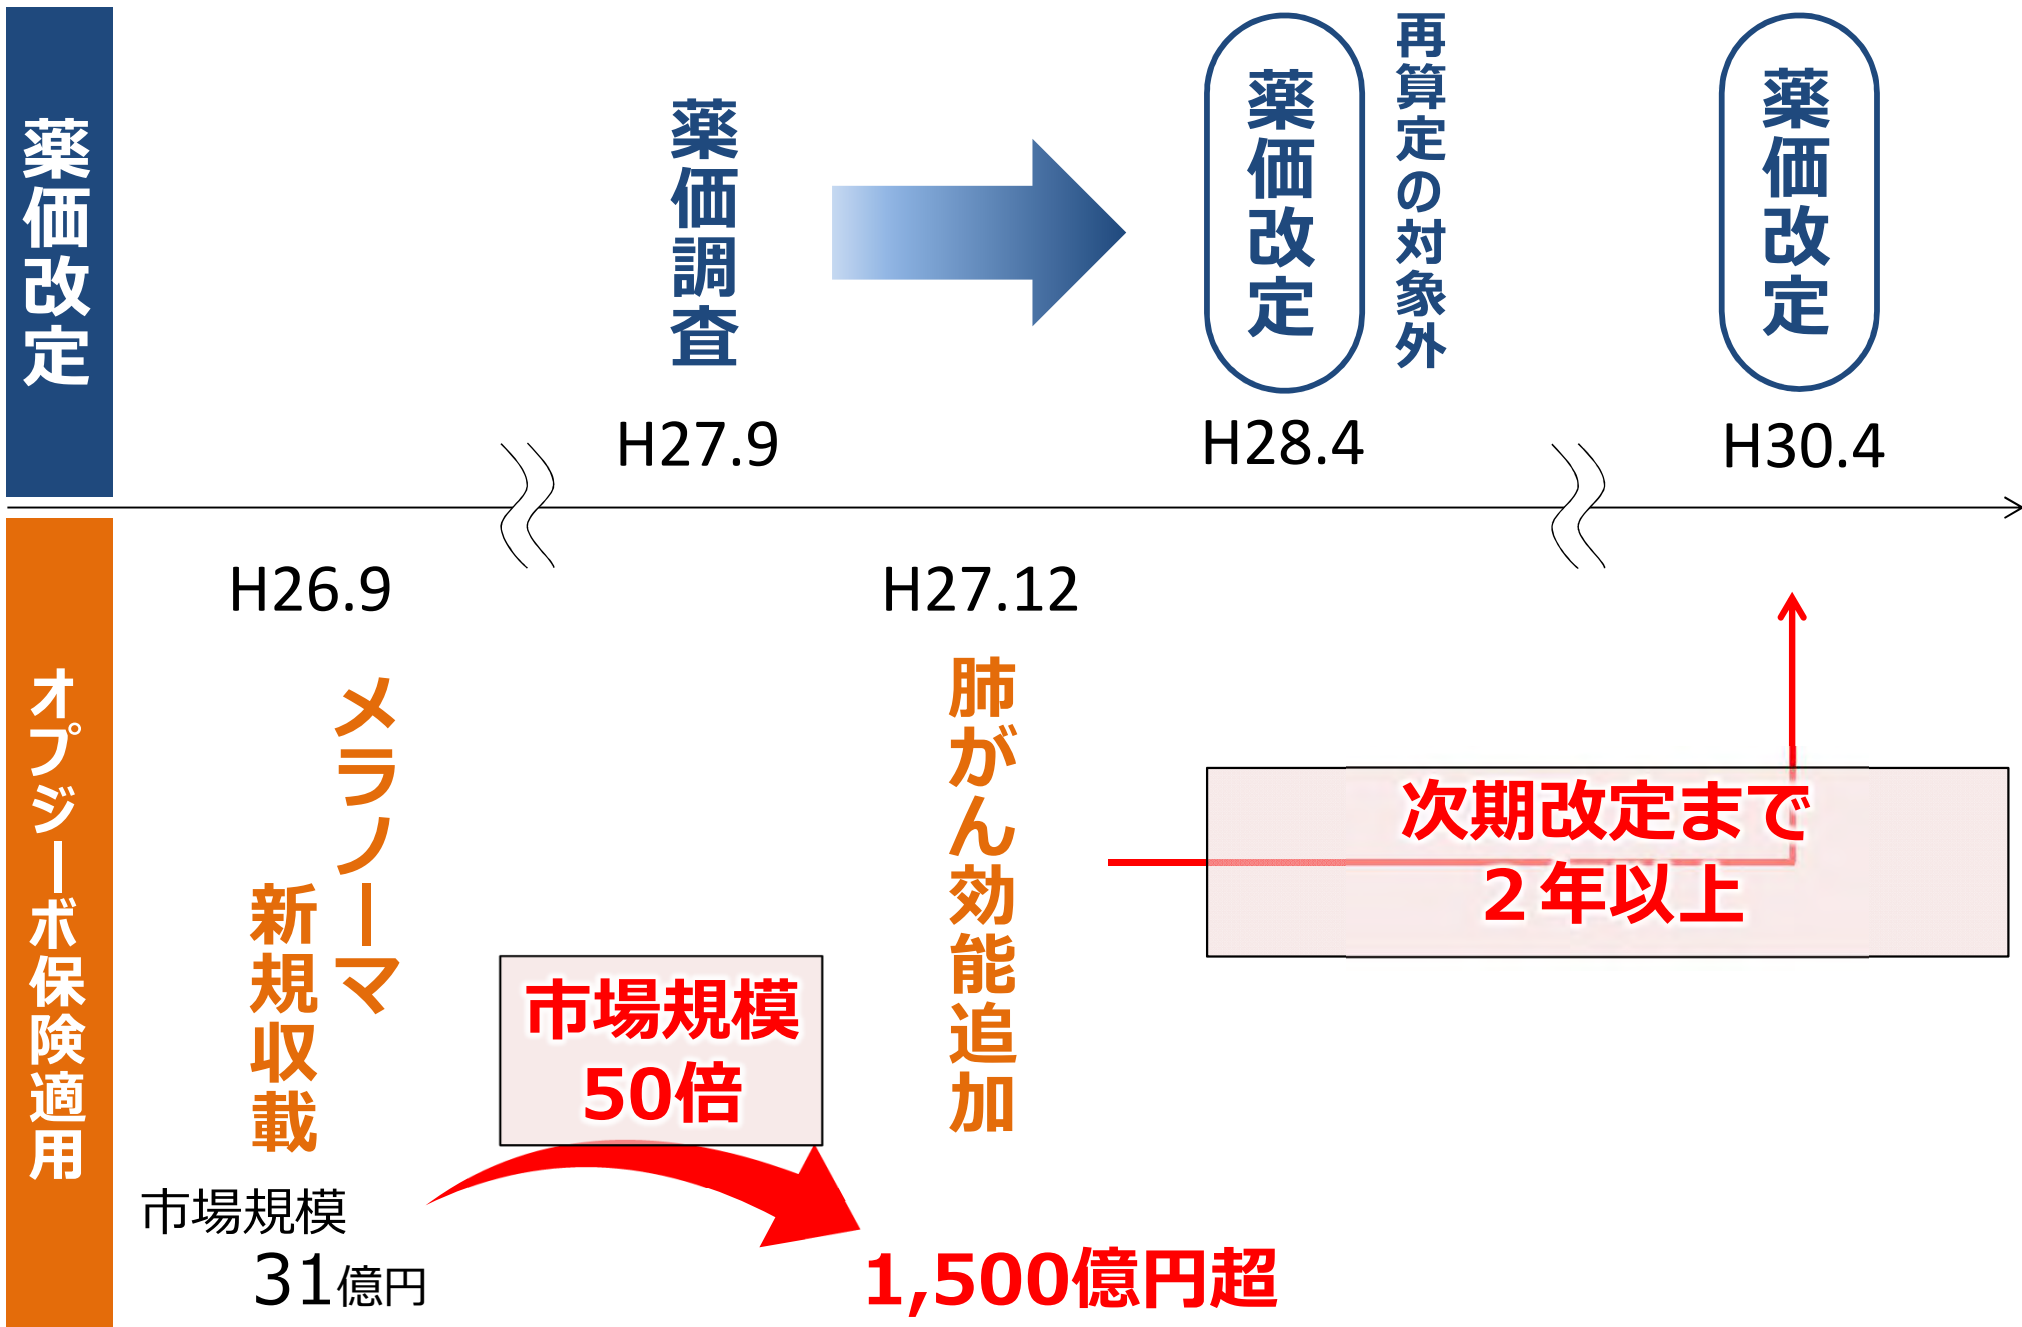 薬価改定
薬価調査
薬価改定
再算定の対象外
薬価改定
H27.9
H28.4
H30.4
オプジーボ保険適用
H26.9
H27.12
メラノーマ
新規収載
肺がん効能追加
次期改定まで
２年以上
市場規模
50倍
市場規模
31億円
1,500億円超